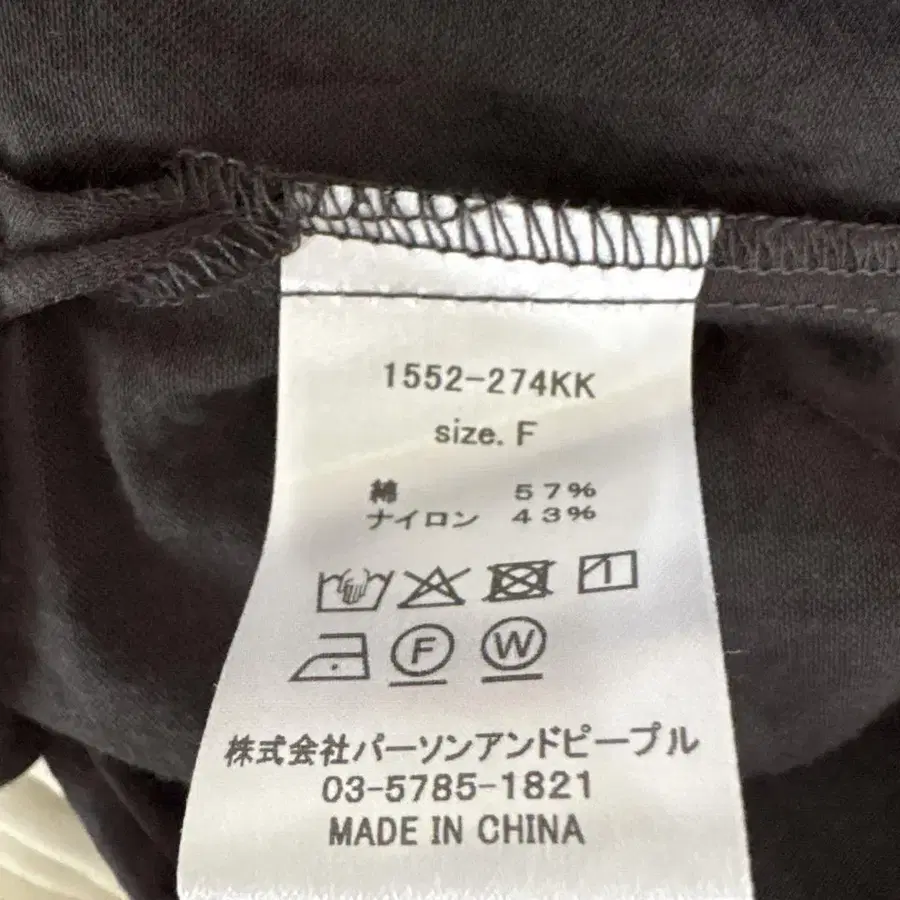 1552-274KK
size. F
綿 57%
ナイロン 43%
F W
株式会社パーソンアンドピープル
03-5785-1821
MADE IN CHINA